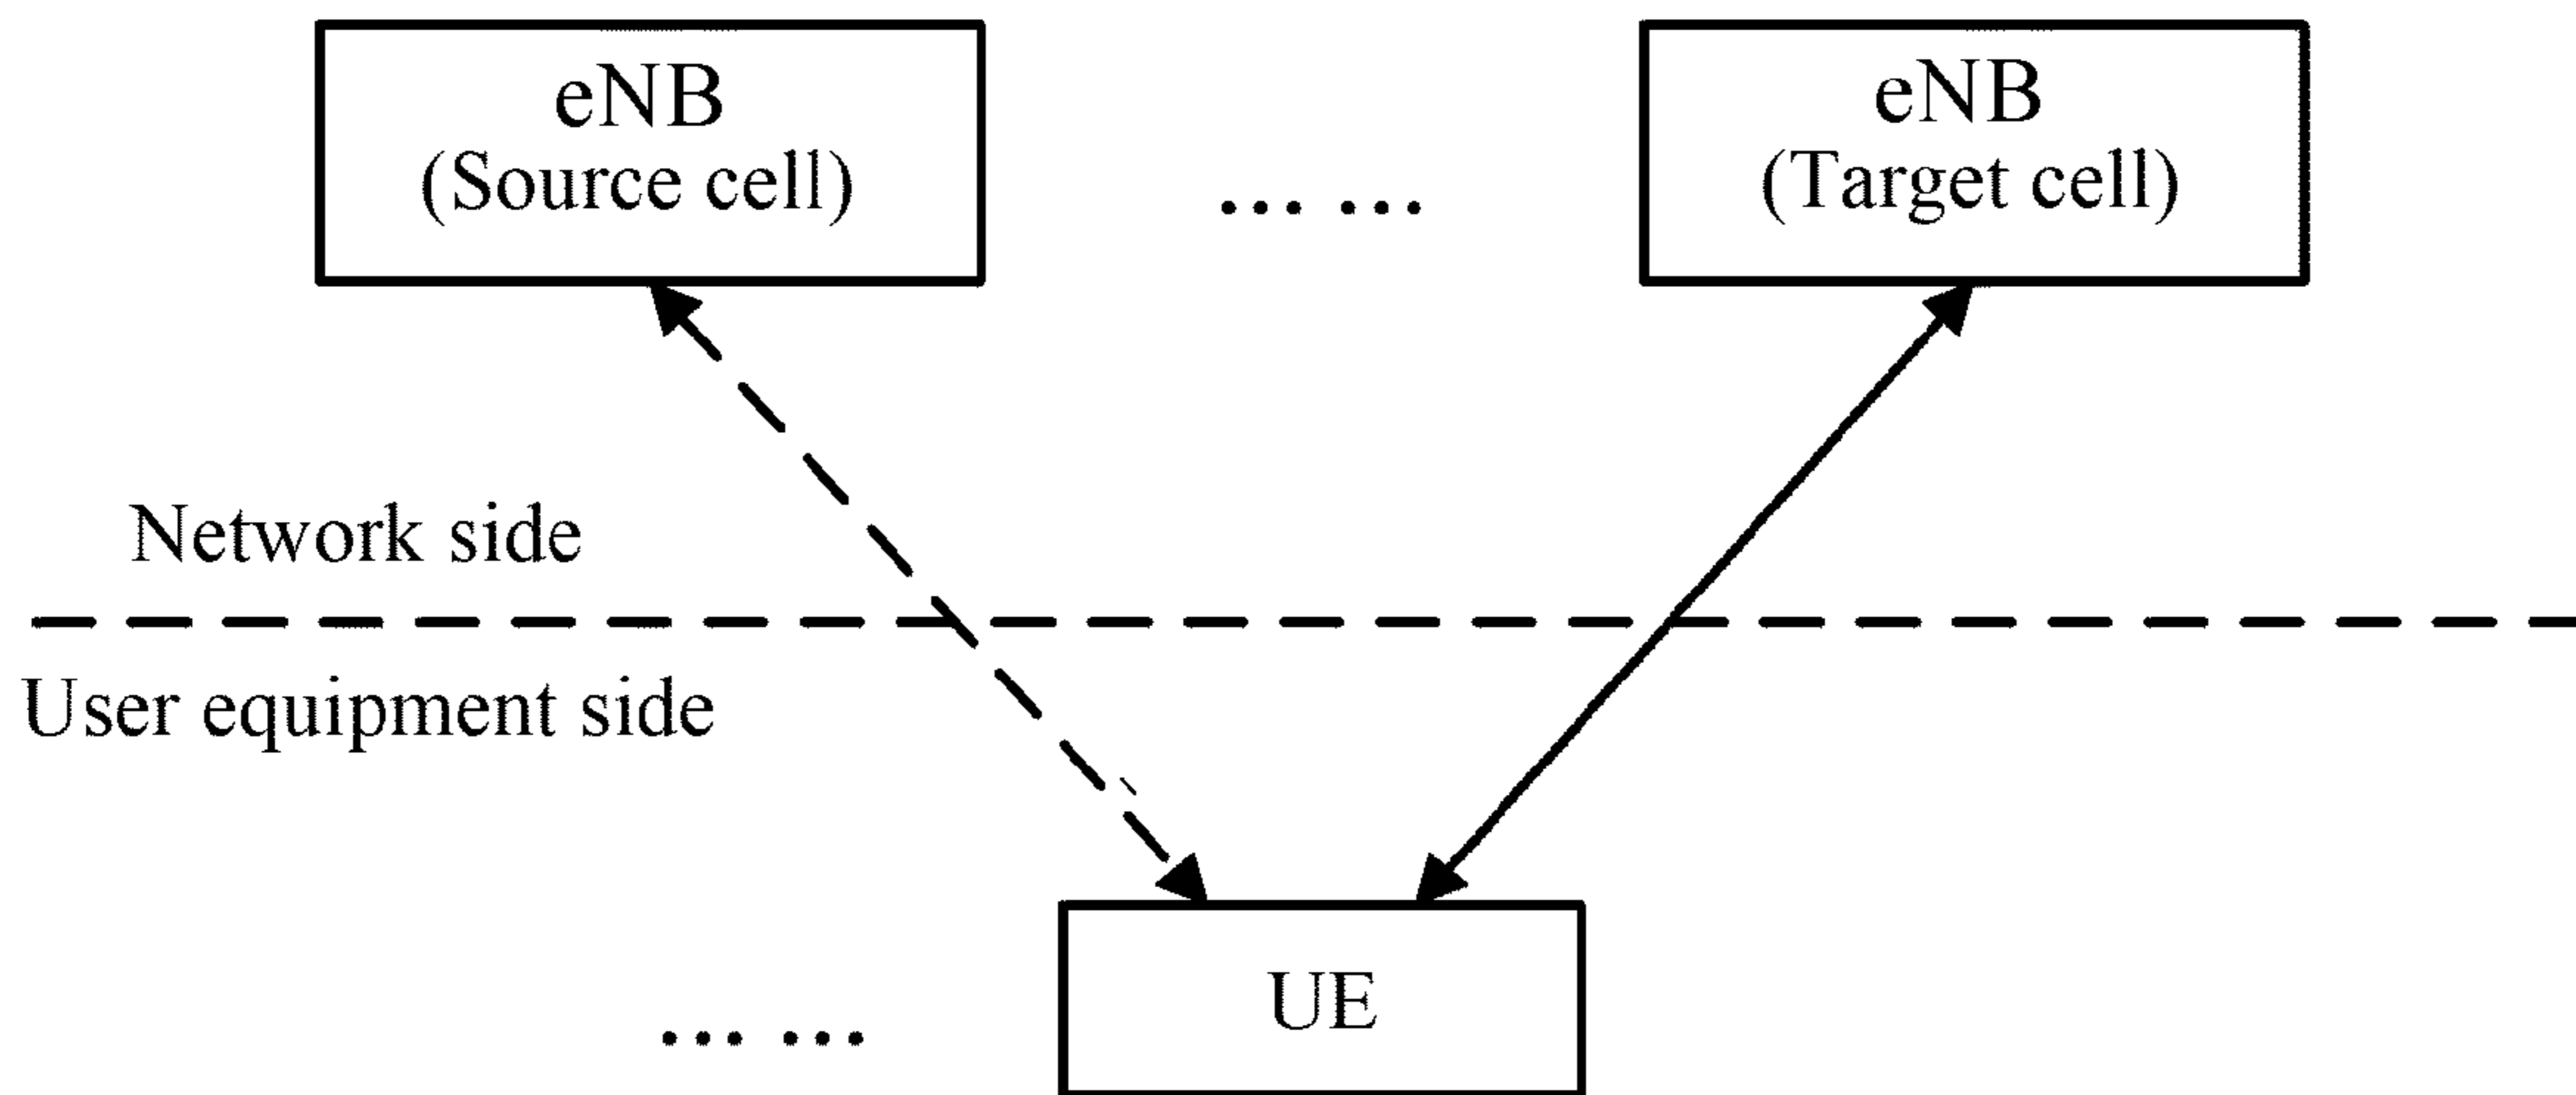 eNB
(Source cell)
eNB
(Target cell)
... ...
Network side
User equipment side
UE
... ...